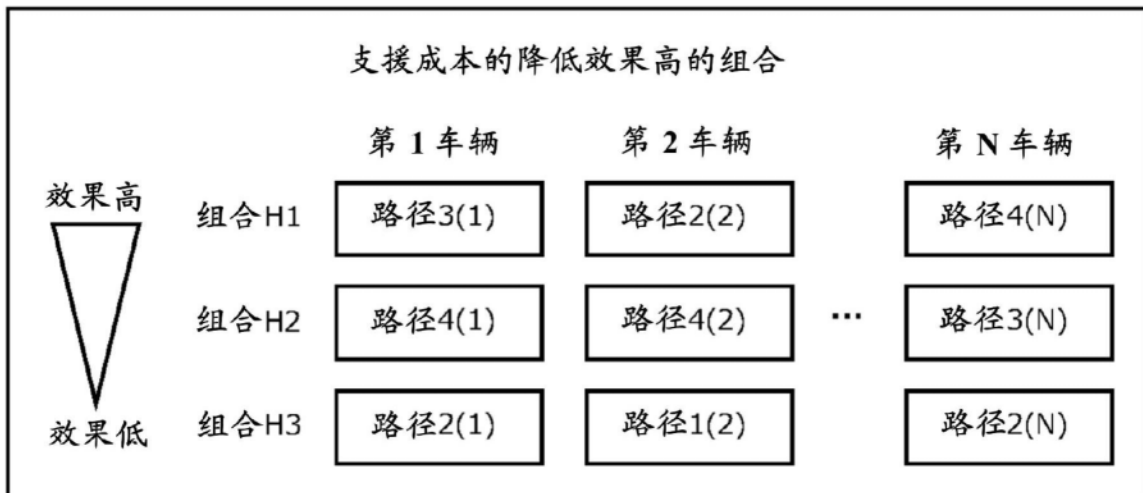 支援成本的降低效果高的组合
第 1 车辆 第 2 车辆 第 N 车辆
效果高
组合H1 路径3(1) 路径2(2) 路径4(N)
组合H2 路径4(1) 路径4(2) ... 路径3(N)
组合H3 路径2(1) 路径1(2) 路径2(N)
效果低